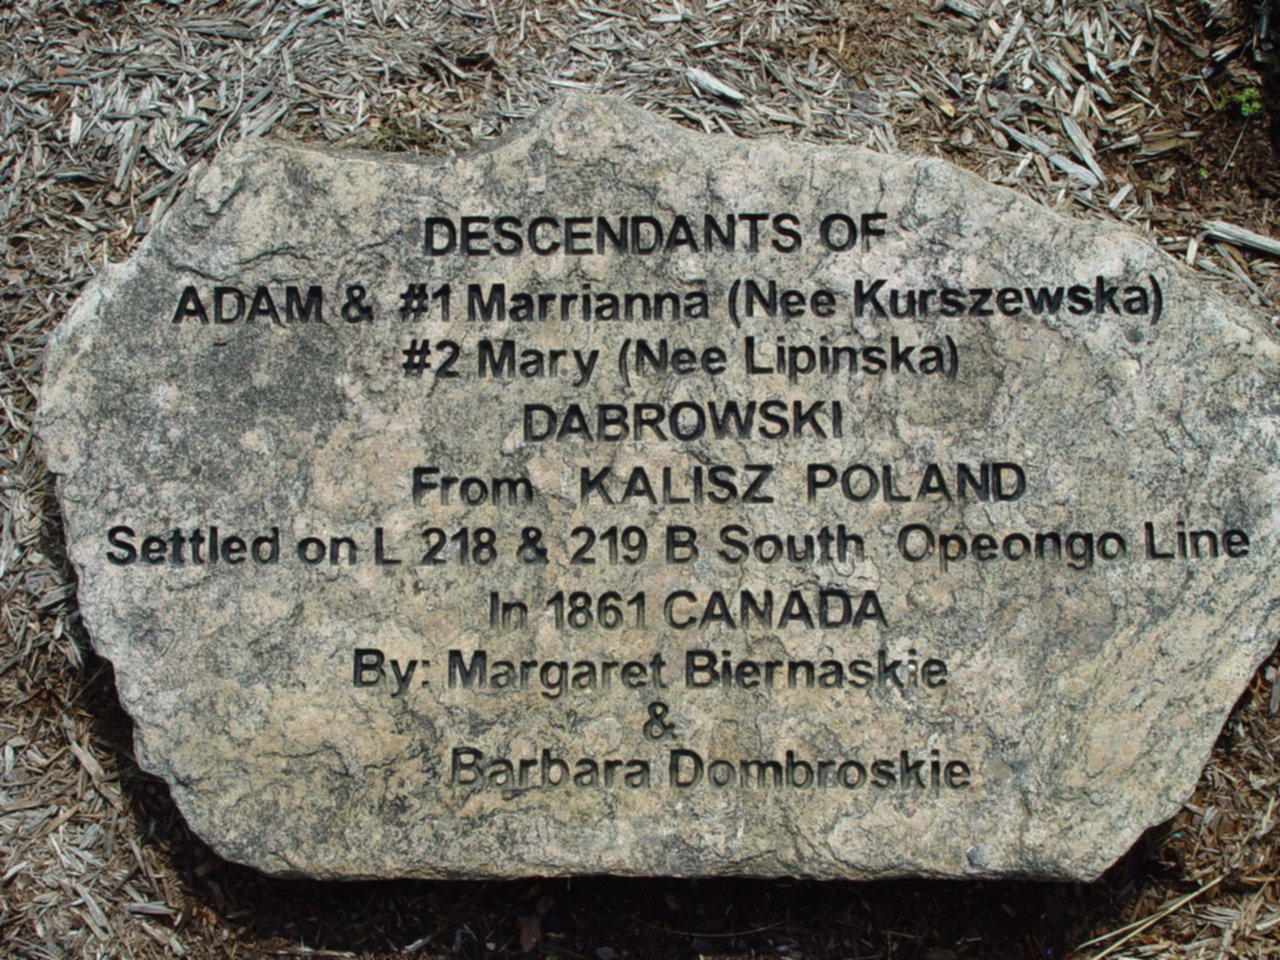 DESCENDANTS OF
ADAM & #1 Marrianna (Nee Kurszewska)
#2 Mary (Nee Lipinska)
DABROWSKI
From KALISZ POLAND
Settled on L 218 & 219 B South Opeongo Line
In 1861 CANADA
By: Margaret Biernaskie
&
Barbara Dombroskie